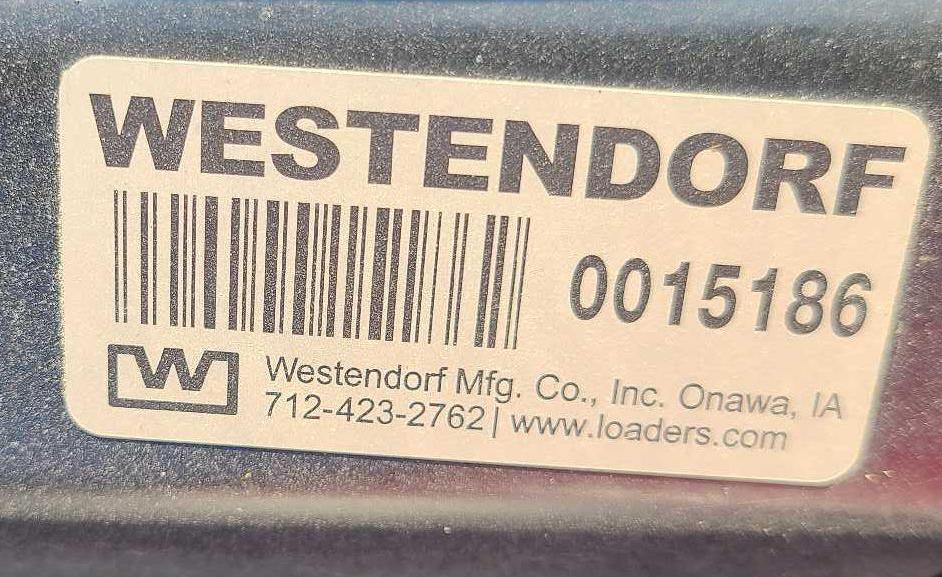 WESTENDORF
0015186
W
Westendorf Mfg. Co., Inc. Onawa, IA
712-423-2762 | www.loaders.com